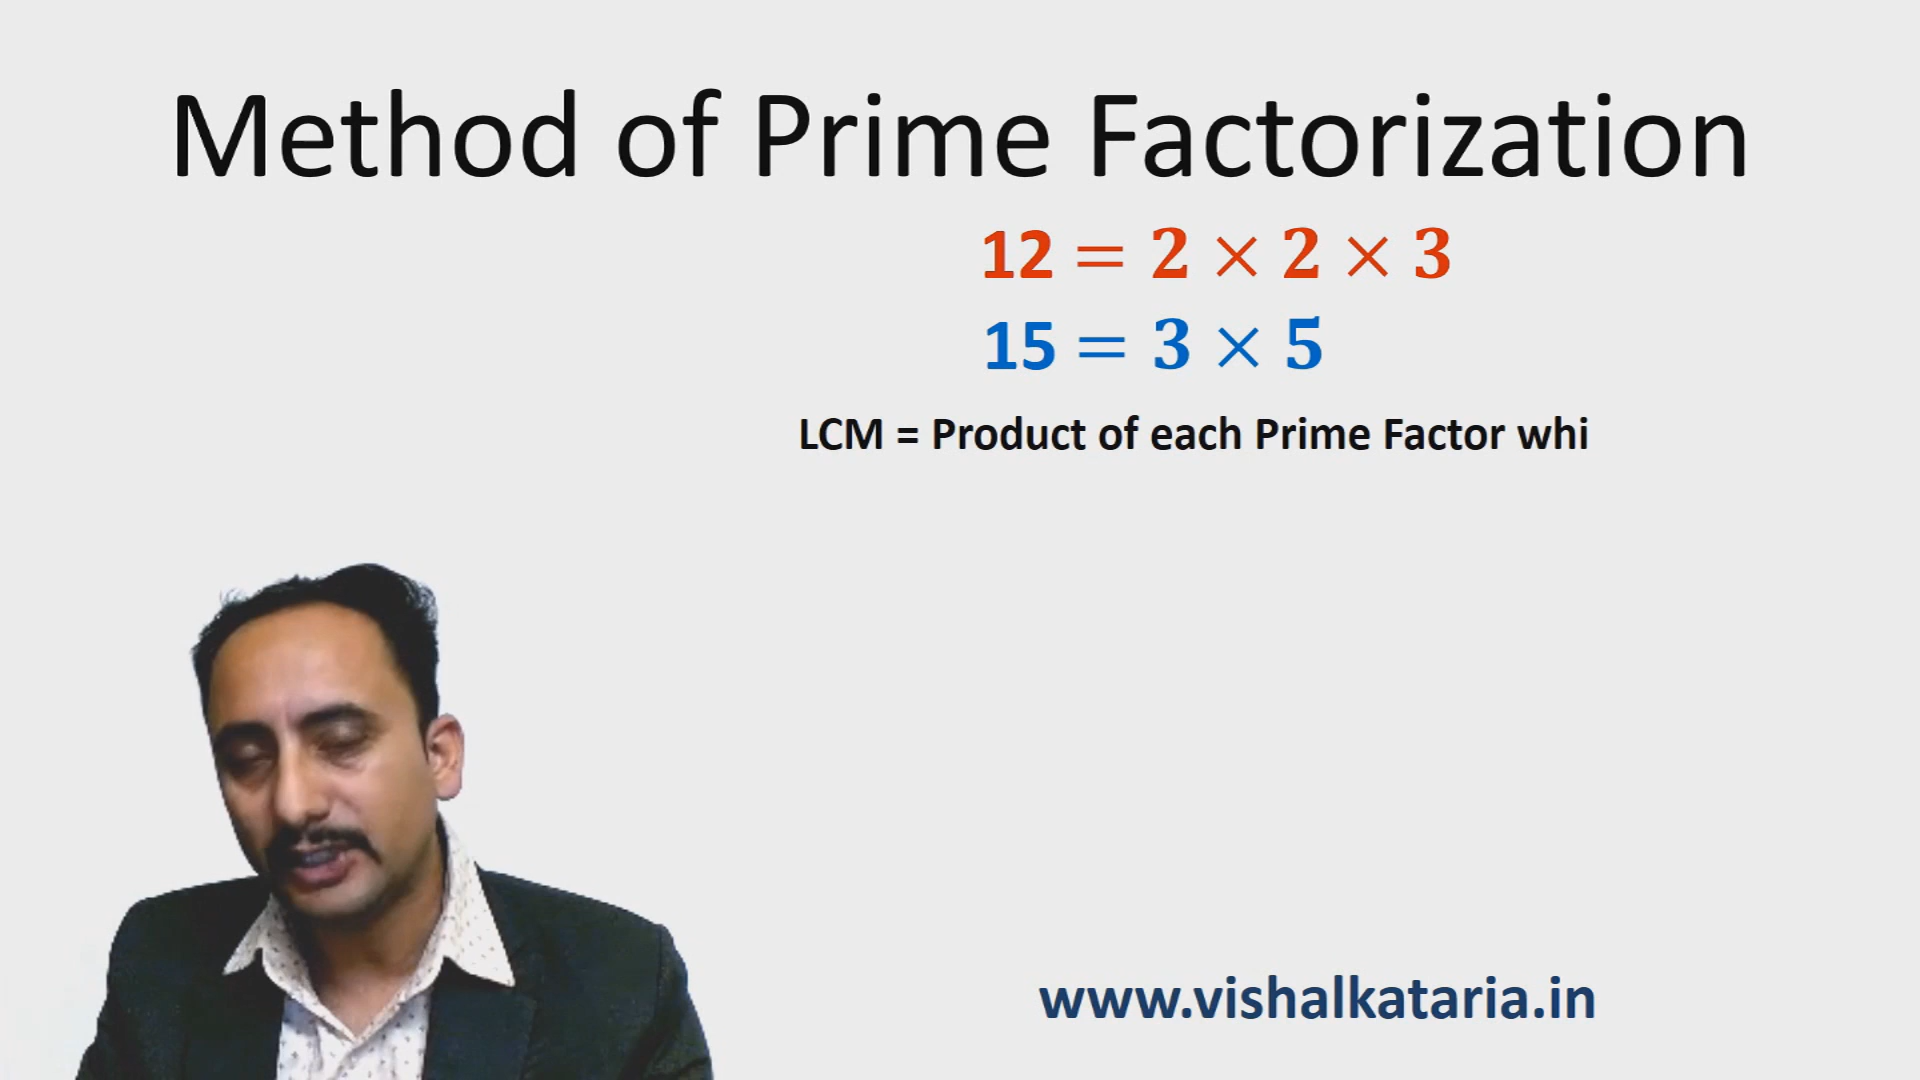 Method of Prime Factorization
12 = 2 × 2 × 3
15 = 3 × 5
LCM = Product of each Prime Factor whi
www.vishalkataria.in